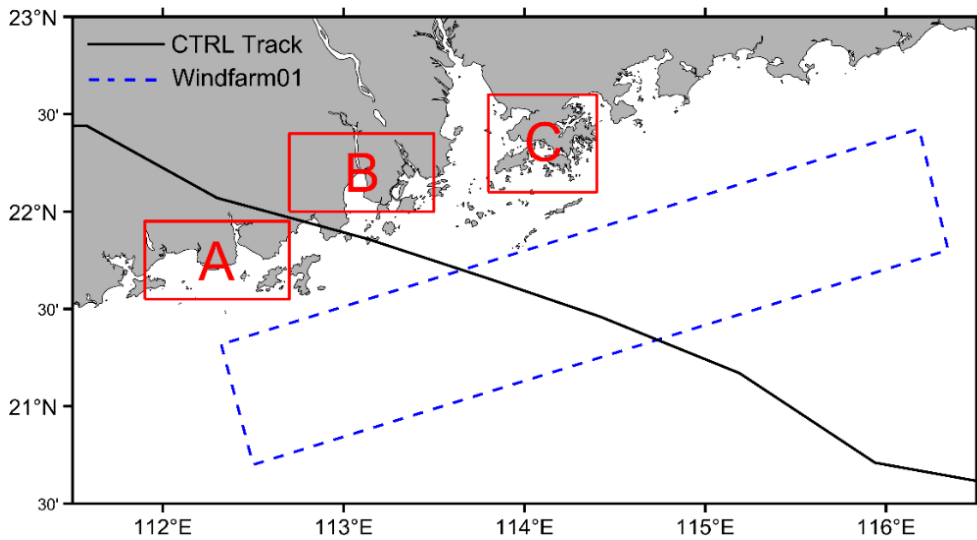 23°N
CTRL Track
Windfarm01
30'
C
B
22°N
A
30'
21°N
30'
112°E
113°E
114°E
115°E
116°E